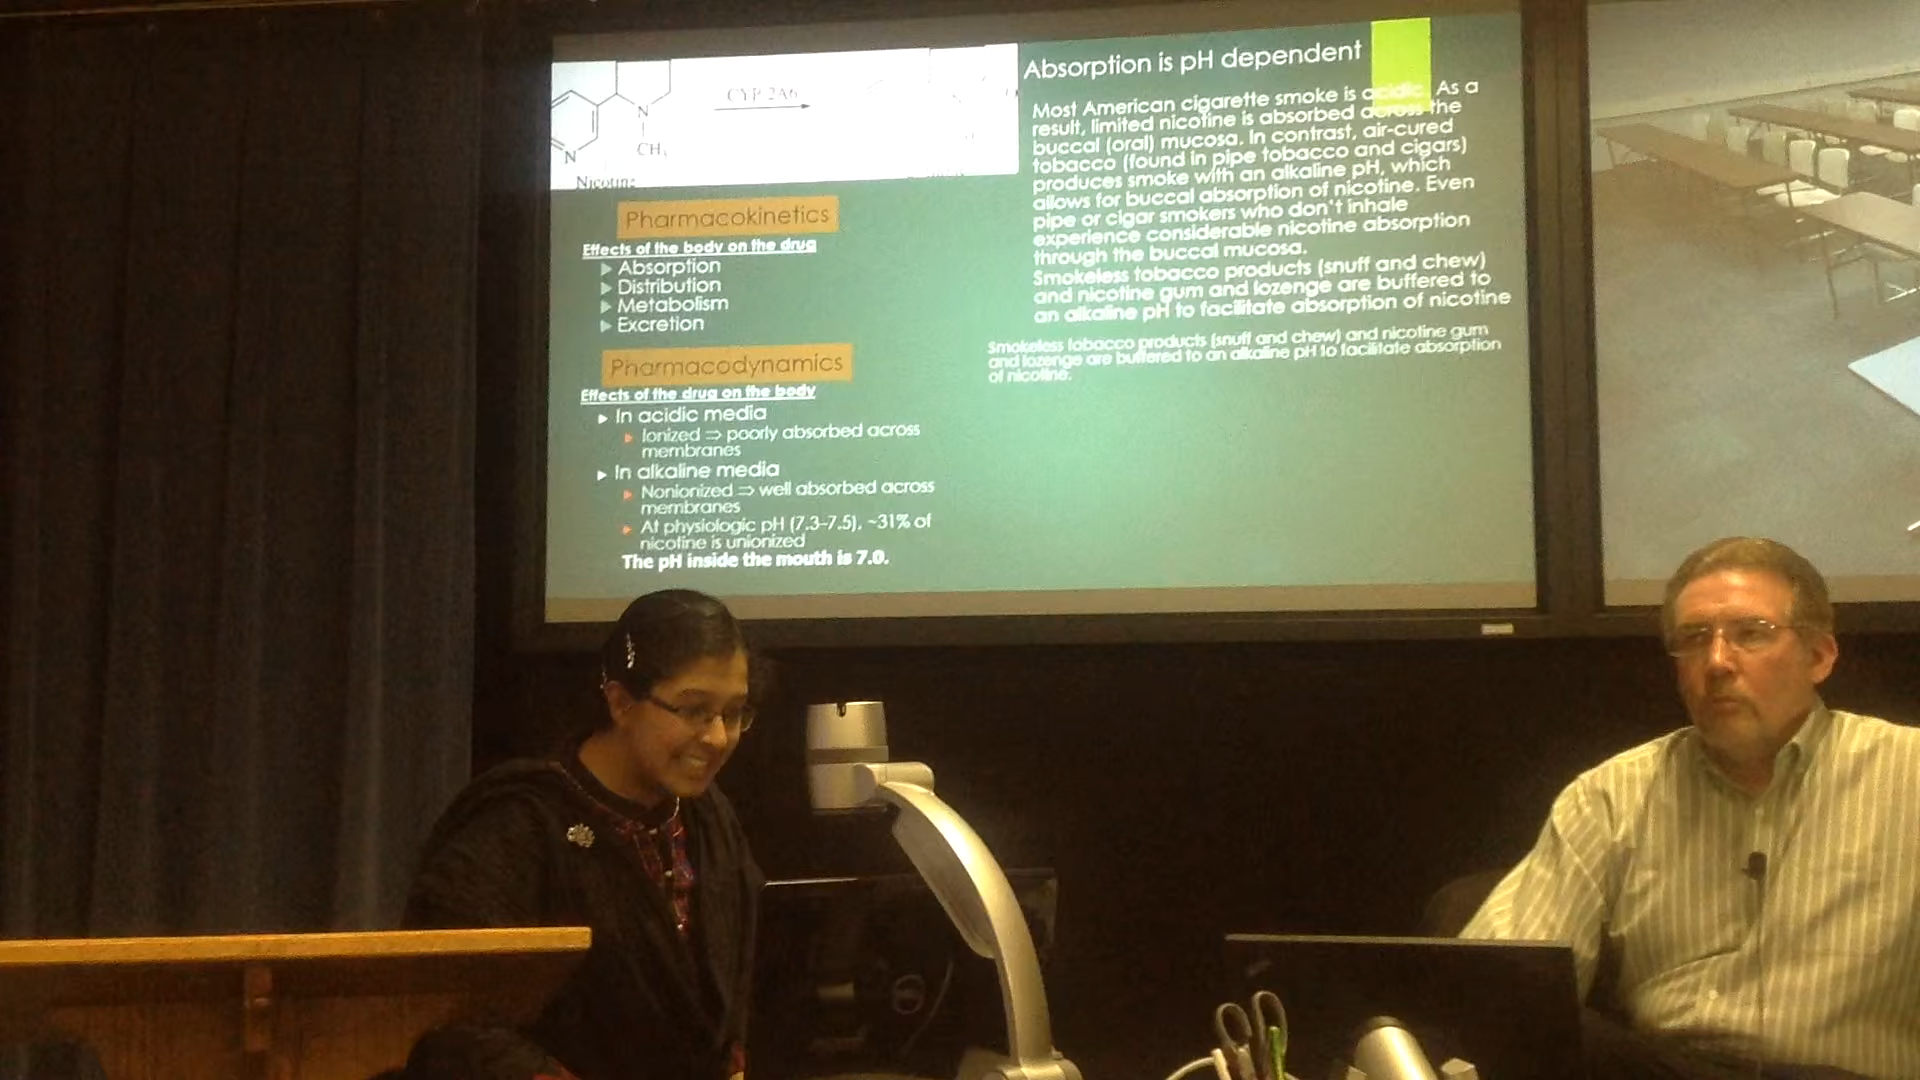 CYP 2A6
N
CH₃
N
Pharmacokinetics
Effects of the body on the drug
Absorption
Distribution
Metabolism
Excretion
Pharmacodynamics
Effects of the drug on the body
In acidic media
Ionized ⇒ poorly absorbed across
membranes
In alkaline media
Nonionized ⇒ well absorbed across
membranes
At physiologic pH (7.3–7.5), ~31% of
nicotine is unionized
The pH inside the mouth is 7.0.
Absorption is pH dependent
Most American cigarette smoke is acidic. As a
result, limited nicotine is absorbed across the
buccal (oral) mucosa. In contrast, air-cured
tobacco (found in pipe tobacco and cigars)
produces smoke with an alkaline pH, which
allows for buccal absorption of nicotine. Even
pipe or cigar smokers who don't inhale
experience considerable nicotine absorption
through the buccal mucosa.
Smokeless tobacco products (snuff and chew)
and nicotine gum and lozenge are buffered to
an alkaline pH to facilitate absorption of nicotine
Smokeless tobacco products (snuff and chew) and nicotine gum
and lozenge are buffered to an alkaline pH to facilitate absorption
of nicotine.